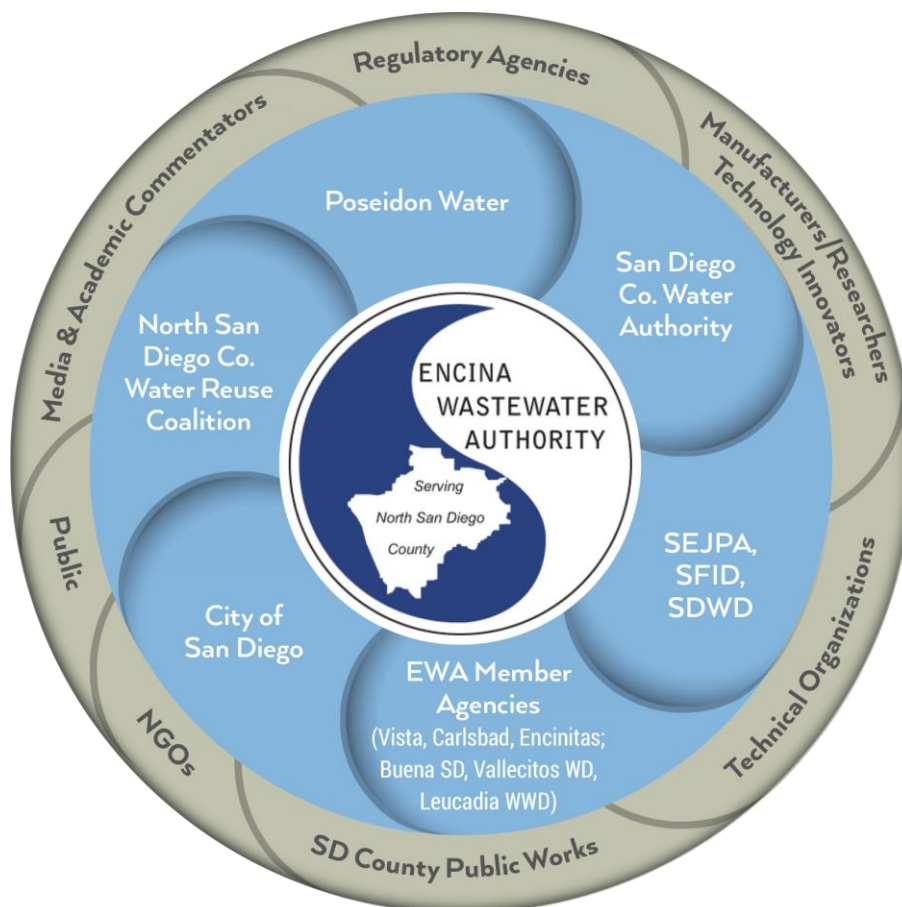 Regulatory Agencies
Manufacturers/Researchers
Technology Innovators
Technical Organizations
SD County Public Works
NGOs
Public
Media & Academic Commentators
Poseidon Water
San Diego
Co. Water
Authority
SEJPA,
SFID,
SDWD
EWA Member
Agencies
(Vista, Carlsbad, Encinitas;
Buena SD, Vallecitos WD,
Leucadia WWD)
City of
San Diego
North San
Diego Co.
Water Reuse
Coalition
ENCINA
WASTEWATER
AUTHORITY
Serving
North San Diego
County